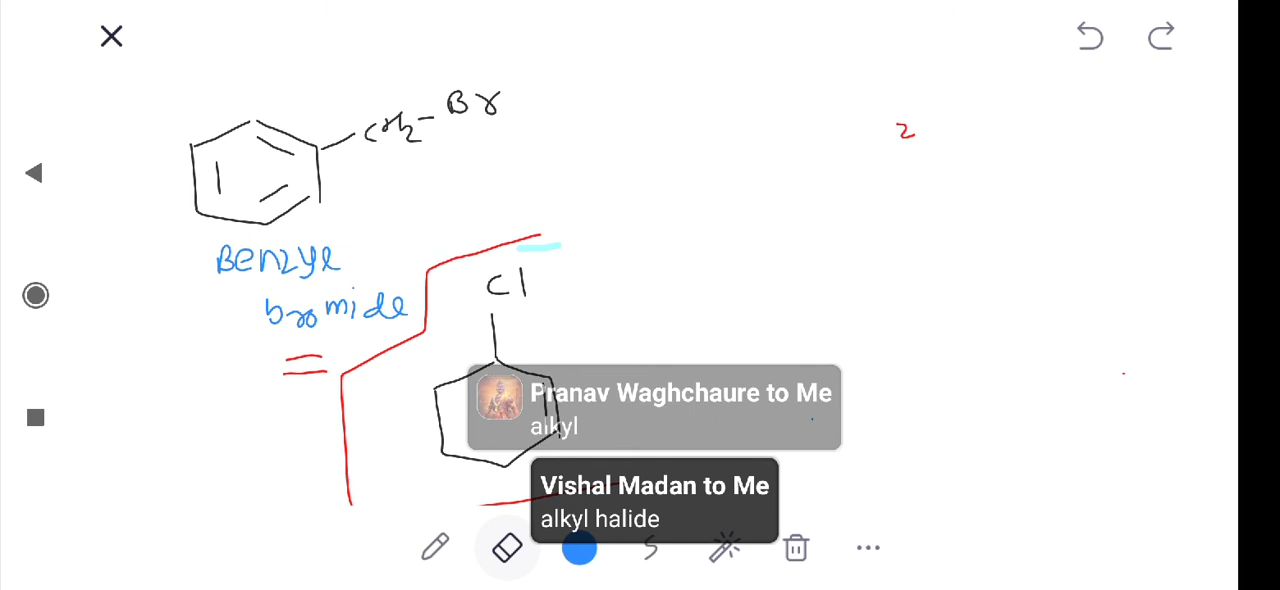 CH2-Br
2
Benzyl
bromide
Cl
Pranav Waghchaure to Me
alkyl
Vishal Madan to Me
alkyl halide